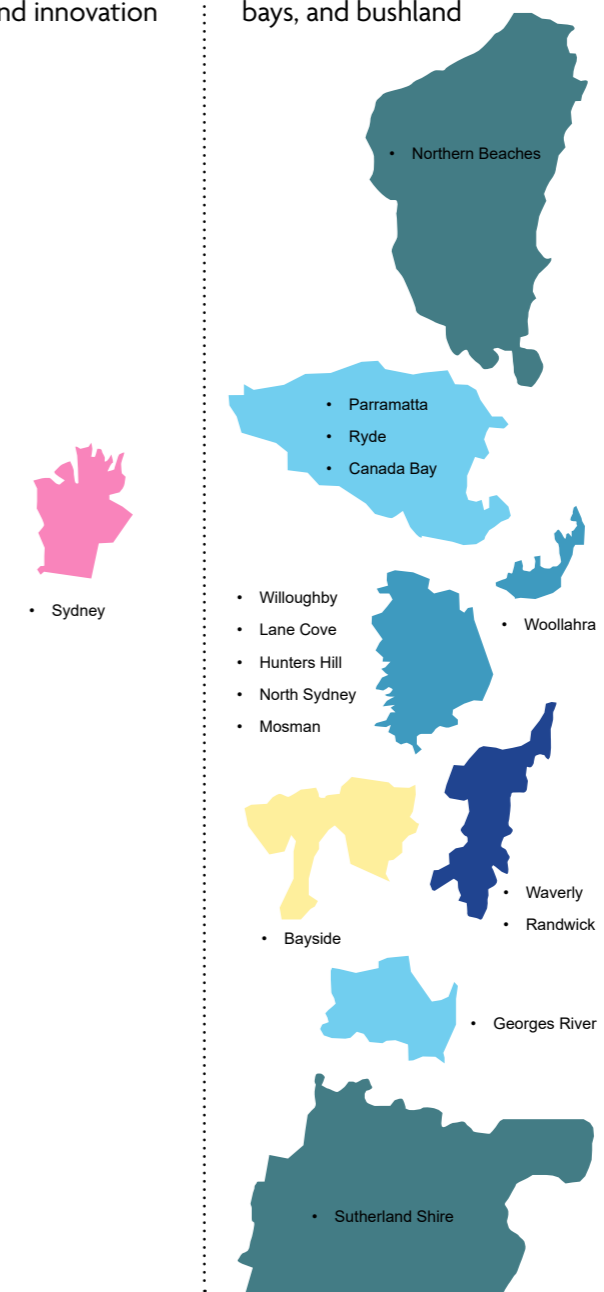 nd innovation
• Sydney
bays, and bushland
• Northern Beaches
• Parramatta
• Ryde
• Canada Bay
• Woollahra
• Willoughby
• Lane Cove
• Hunters Hill
• North Sydney
• Mosman
• Waverly
• Randwick
• Bayside
• Georges River
• Sutherland Shire